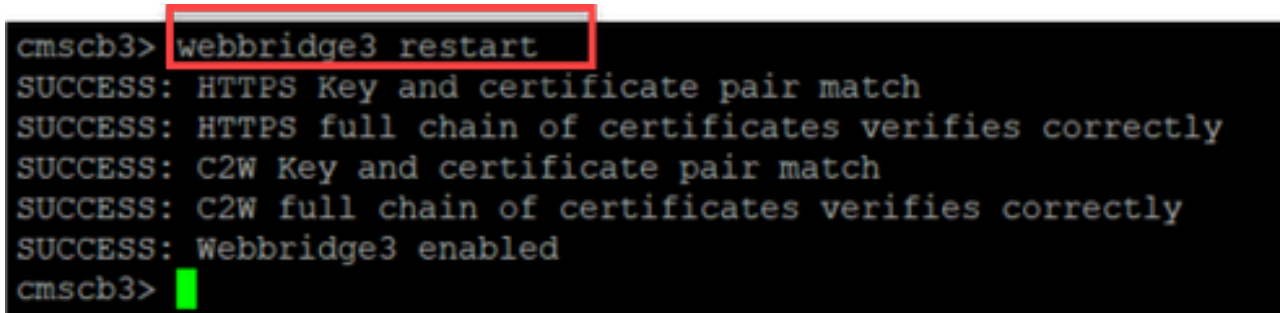 cmscb3> webbridge3 restart
SUCCESS: HTTPS Key and certificate pair match
SUCCESS: HTTPS full chain of certificates verifies correctly
SUCCESS: C2W Key and certificate pair match
SUCCESS: C2W full chain of certificates verifies correctly
SUCCESS: Webbridge3 enabled
cmscb3>